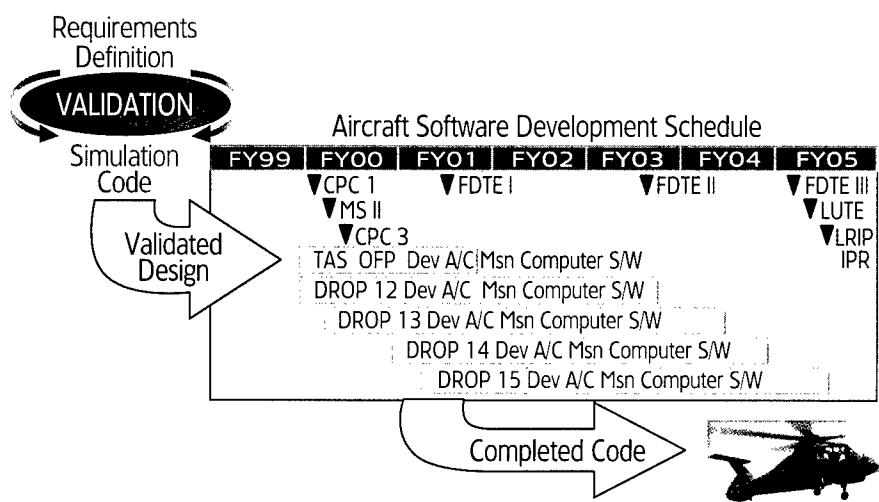 Requirements
Definition
VALIDATION
Simulation
Code
Validated
Design
Aircraft Software Development Schedule
FY99 FY00 FY01 FY02 FY03 FY04 FY05
CPC 1 FDTE I FDTE II FDTE III
MS II LUTE
CPC 3 LRIP
IPR
TAS OFP Dev A/C Msn Computer S/W
DROP 12 Dev A/C Msn Computer S/W
DROP 13 Dev A/C Msn Computer S/W
DROP 14 Dev A/C Msn Computer S/W
DROP 15 Dev A/C Msn Computer S/W
Completed Code